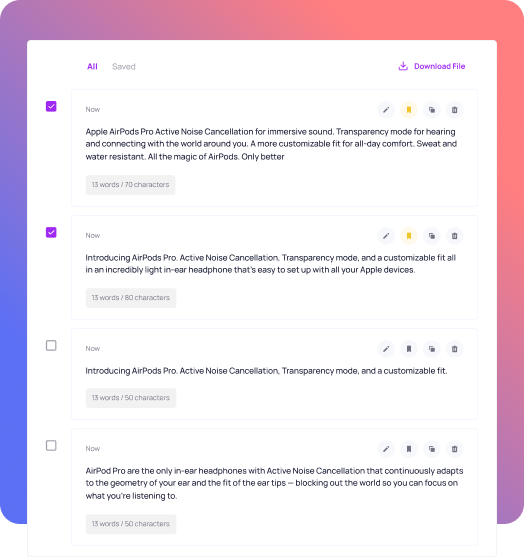 All Saved Download File
Now
Apple AirPods Pro Active Noise Cancellation for immersive sound. Transparency mode for hearing
and connecting with the world around you. A more customizable fit for all-day comfort. Sweat and
water resistant. All the magic of AirPods. Only better
13 words / 70 characters
Now
Introducing AirPods Pro. Active Noise Cancellation, Transparency mode, and a customizable fit all
in an incredibly light in-ear headphone that's easy to set up with all your Apple devices.
13 words / 80 characters
Now
Introducing AirPods Pro. Active Noise Cancellation, Transparency mode, and a customizable fit.
13 words / 50 characters
Now
AirPod Pro are the only in-ear headphones with Active Noise Cancellation that continuously adapts
to the geometry of your ear and the fit of the ear tips — blocking out the world so you can focus on
what you're listening to.
13 words / 50 characters